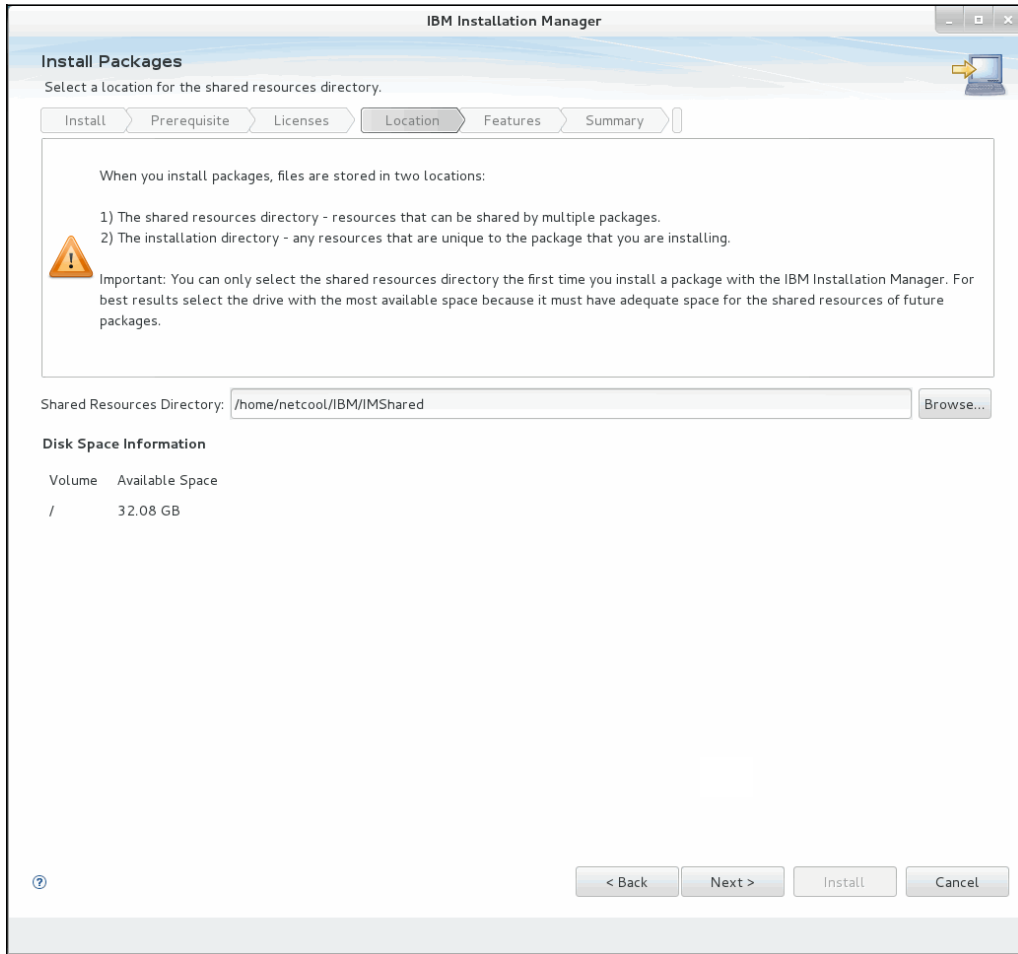 IBM Installation Manager
Install Packages
Select a location for the shared resources directory.
Install Prerequisite Licenses Location Features Summary
When you install packages, files are stored in two locations:
1) The shared resources directory - resources that can be shared by multiple packages.
2) The installation directory - any resources that are unique to the package that you are installing.
Important: You can only select the shared resources directory the first time you install a package with the IBM Installation Manager. For
best results select the drive with the most available space because it must have adequate space for the shared resources of future
packages.
Shared Resources Directory: /home/netcool/IBM/IMShared Browse...
Disk Space Information
Volume Available Space
/ 32.08 GB
< Back Next > Install Cancel